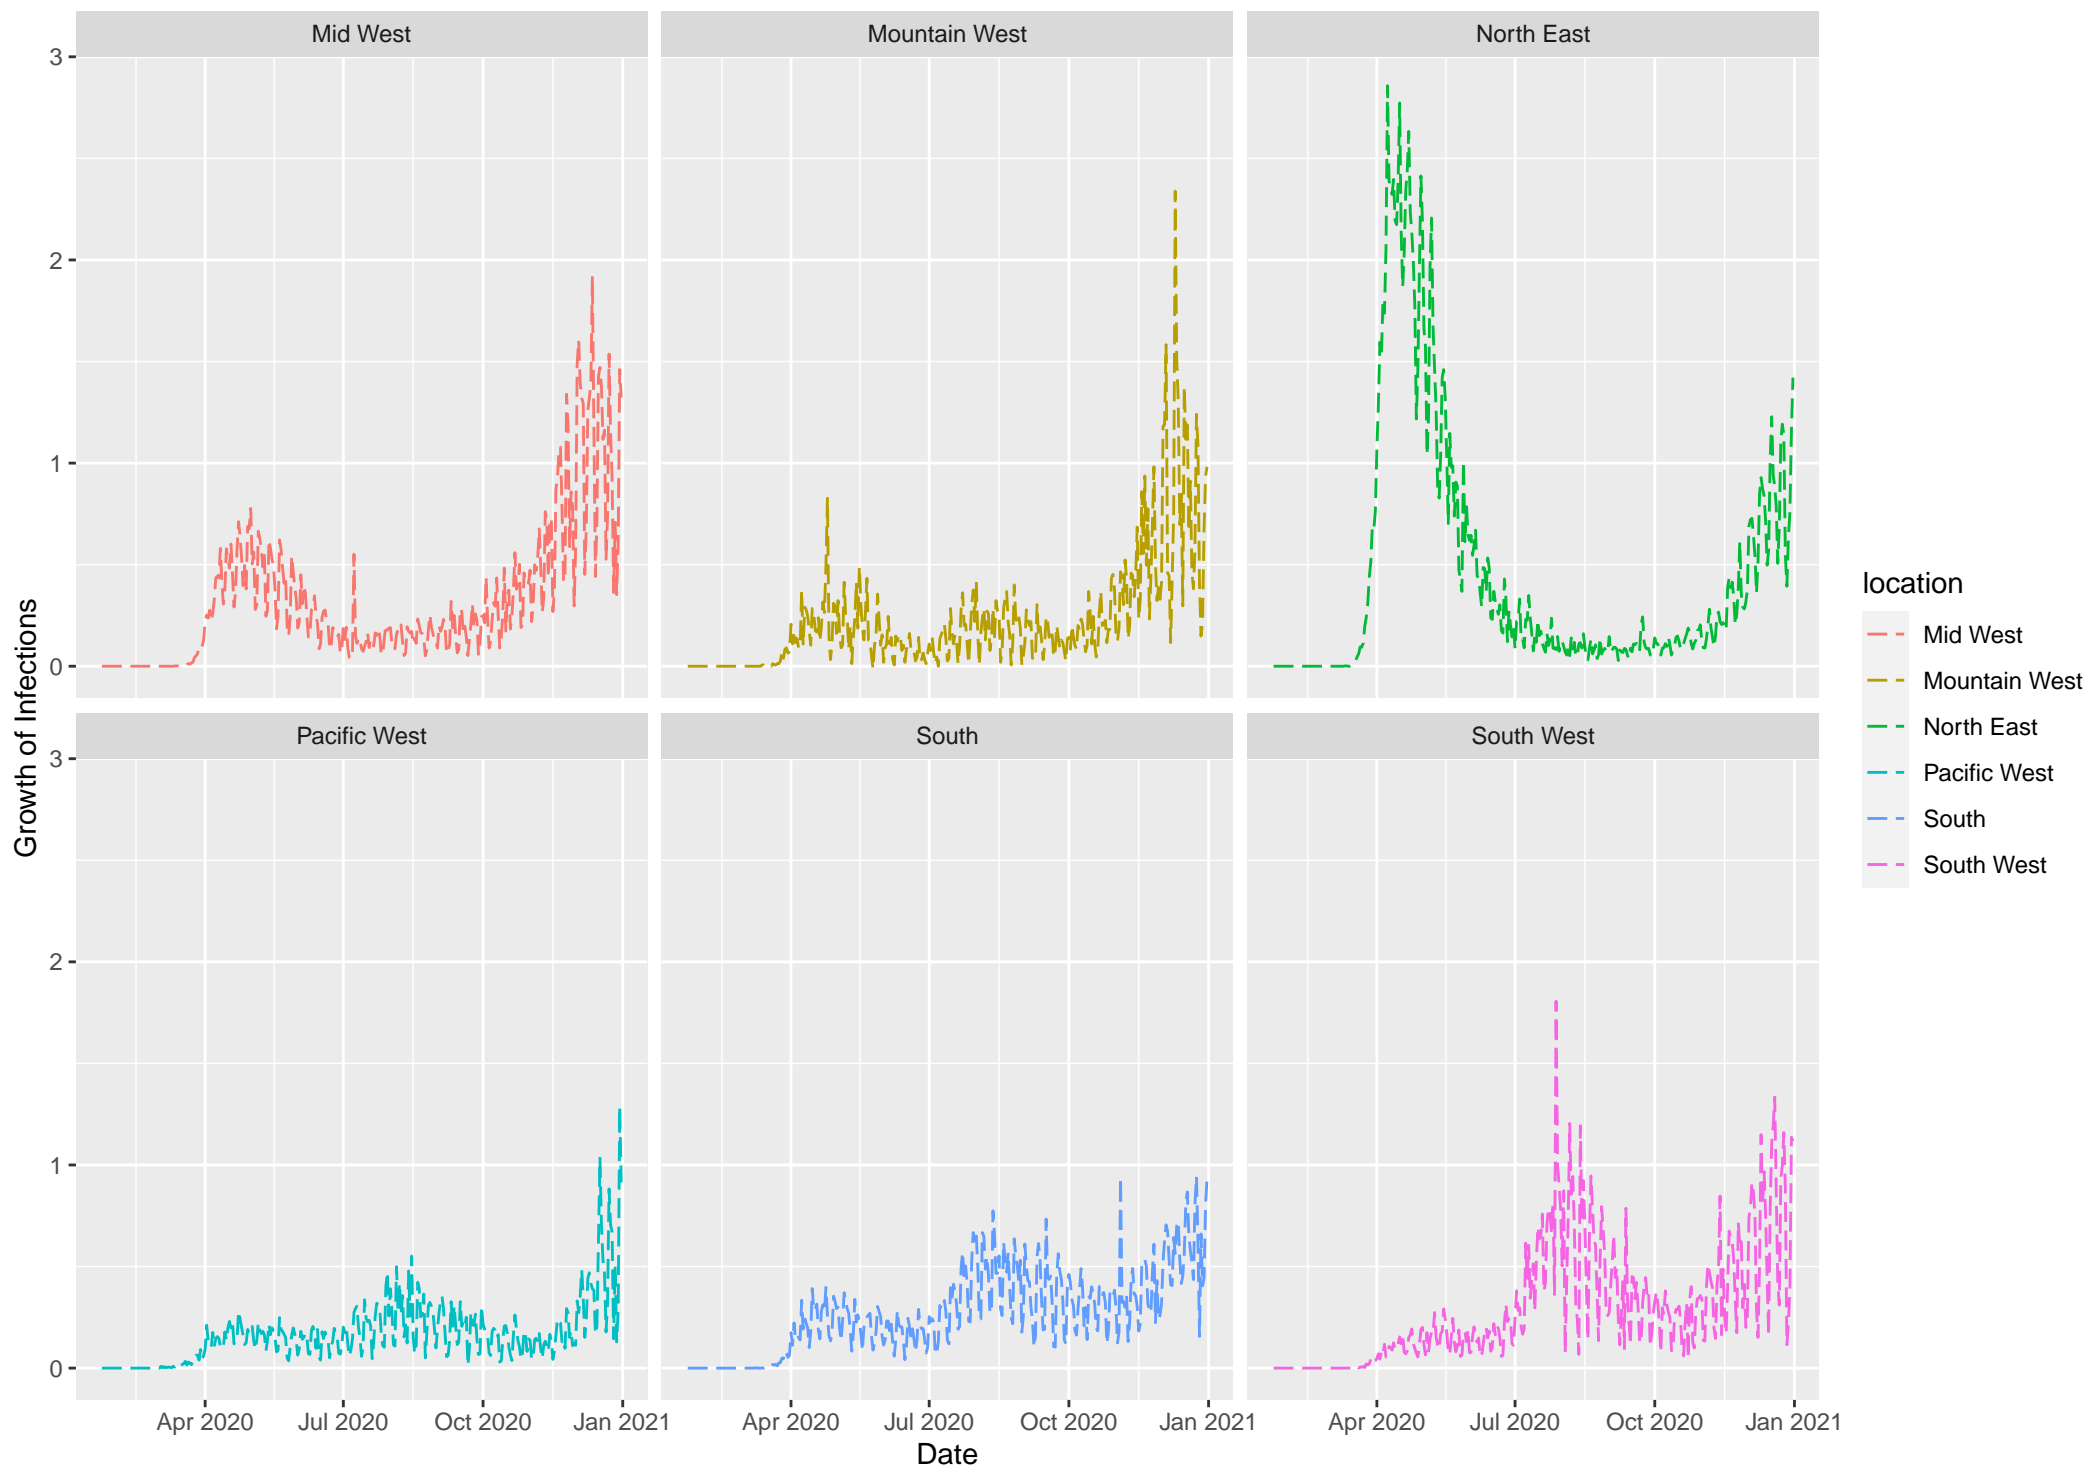 Mid West
Mountain West
North East
3
2
1
0
Pacific West
South
South West
3
2
1
0
Growth of Infections
Apr 2020
Jul 2020
Oct 2020
Jan 2021
Apr 2020
Jul 2020
Oct 2020
Jan 2021
Apr 2020
Jul 2020
Oct 2020
Jan 2021
Date
location
Mid West
Mountain West
North East
Pacific West
South
South West